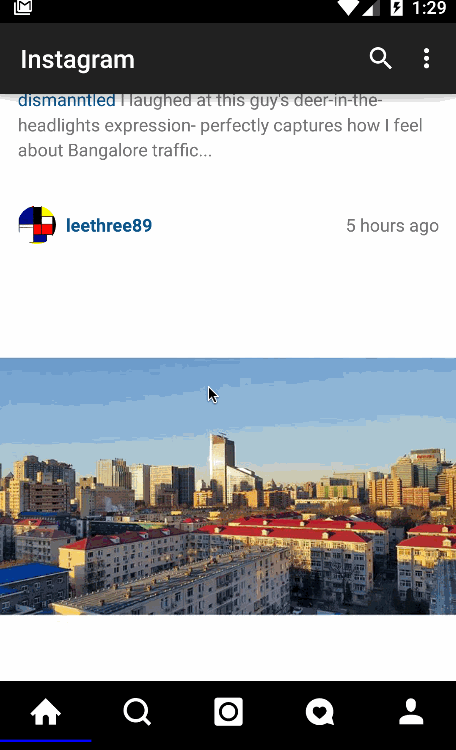 1:29
Instagram
dismanntled I laughed at this guy's deer-in-the-
headlights expression- perfectly captures how I feel
about Bangalore traffic...
leethree89 5 hours ago